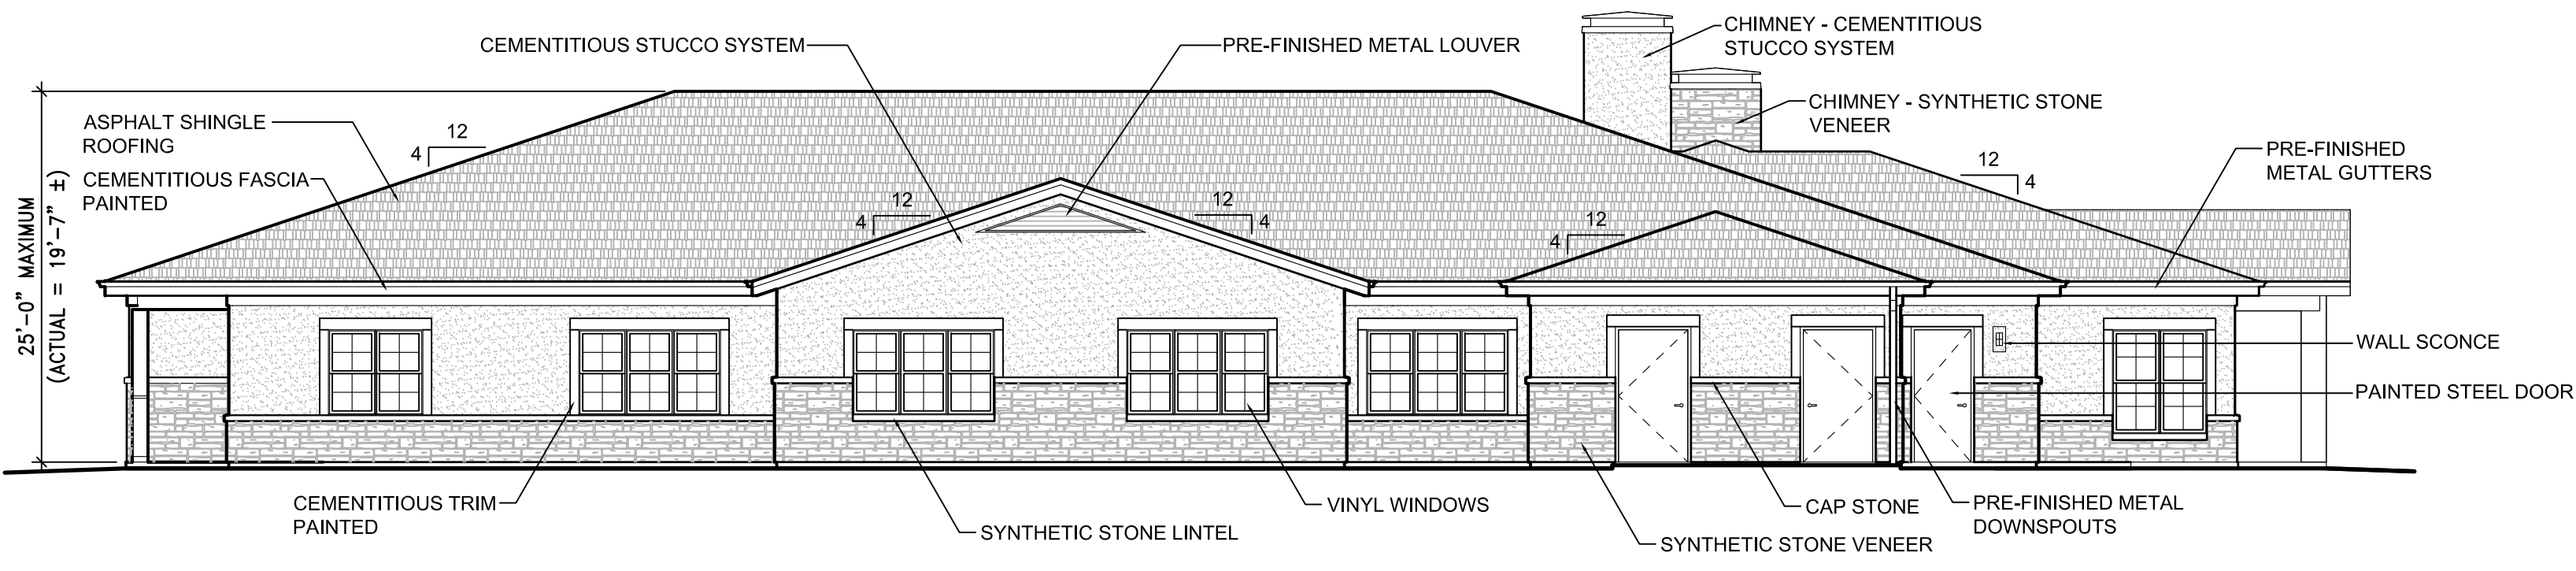 CEMENTITIOUS STUCCO SYSTEM
PRE-FINISHED METAL LOUVER
CHIMNEY - CEMENTITIOUS
STUCCO SYSTEM
CHIMNEY - SYNTHETIC STONE
VENEER
ASPHALT SHINGLE
ROOFING
12
4
CEMENTITIOUS FASCIA
PAINTED
25'-0" MAXIMUM
(ACTUAL = 19'-7" ±)
12
4
12
4
12
4
12
4
PRE-FINISHED
METAL GUTTERS
WALL SCONCE
PAINTED STEEL DOOR
CEMENTITIOUS TRIM
PAINTED
SYNTHETIC STONE LINTEL
VINYL WINDOWS
CAP STONE
SYNTHETIC STONE VENEER
PRE-FINISHED METAL
DOWNSPOUTS